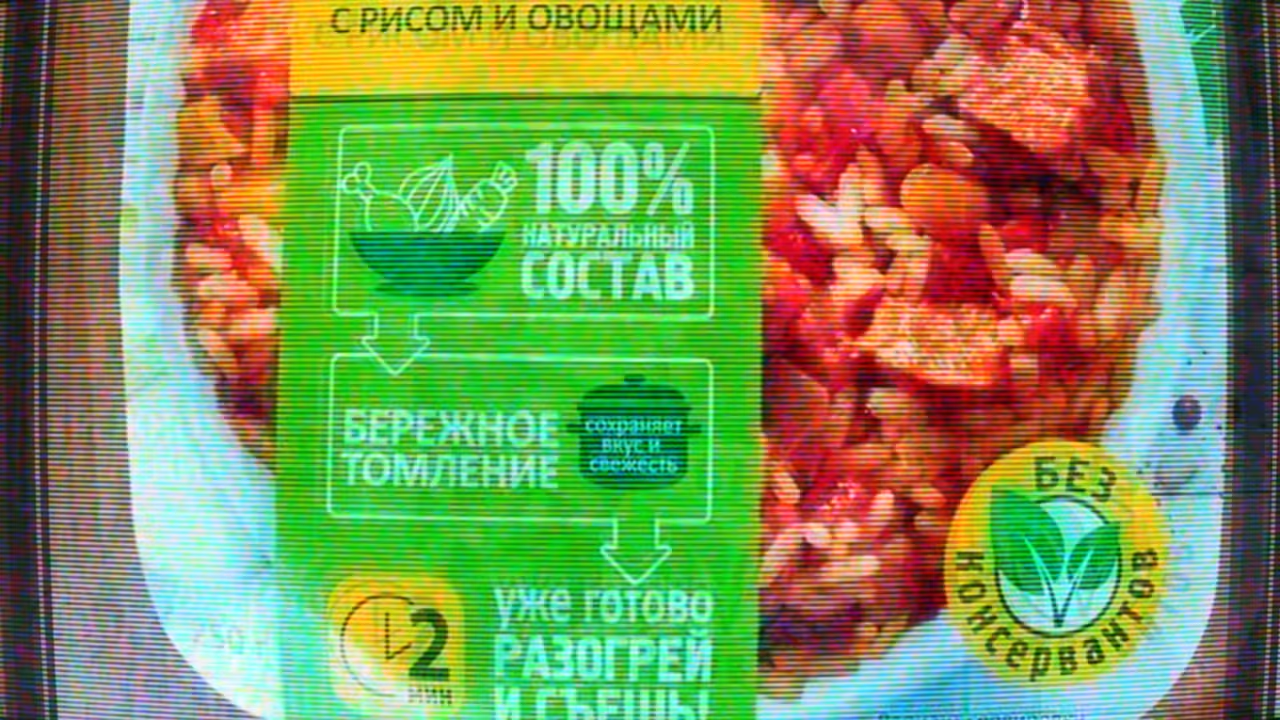 С РИСОМ И ОВОЩАМИ
100%
НАТУРАЛЬНЫЙ
СОСТАВ
БЕРЕЖНОЕ
ТОМЛЕНИЕ
сохраняет
вкус и
свежесть
БЕЗ
КОНСЕРВАНТОВ
2
МИН
УЖЕ ГОТОВО
РАЗОГРЕЙ
И СЪЕШЬ!